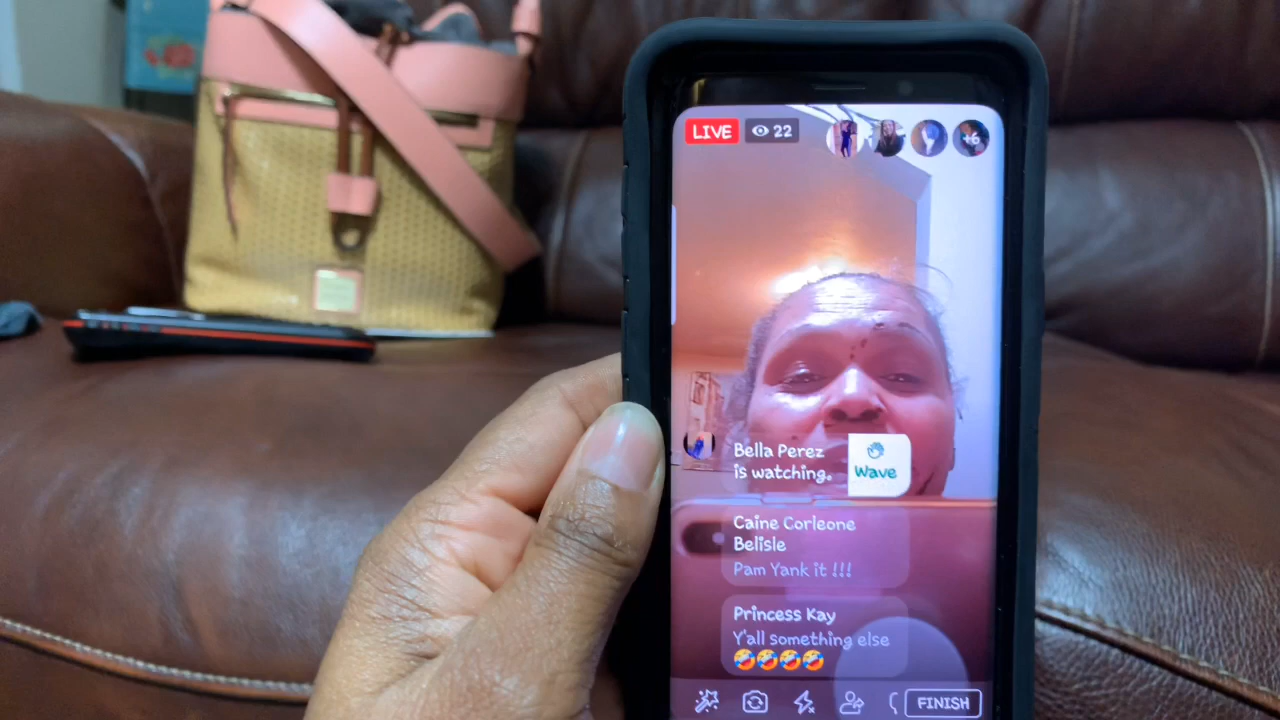 LIVE 22
+6
Bella Perez
is watching.
Wave
Caine Corleone
Belisle
Pam Yank it !!!
Princess Kay
Y'all something else
🤣🤣🤣🤣
FINISH